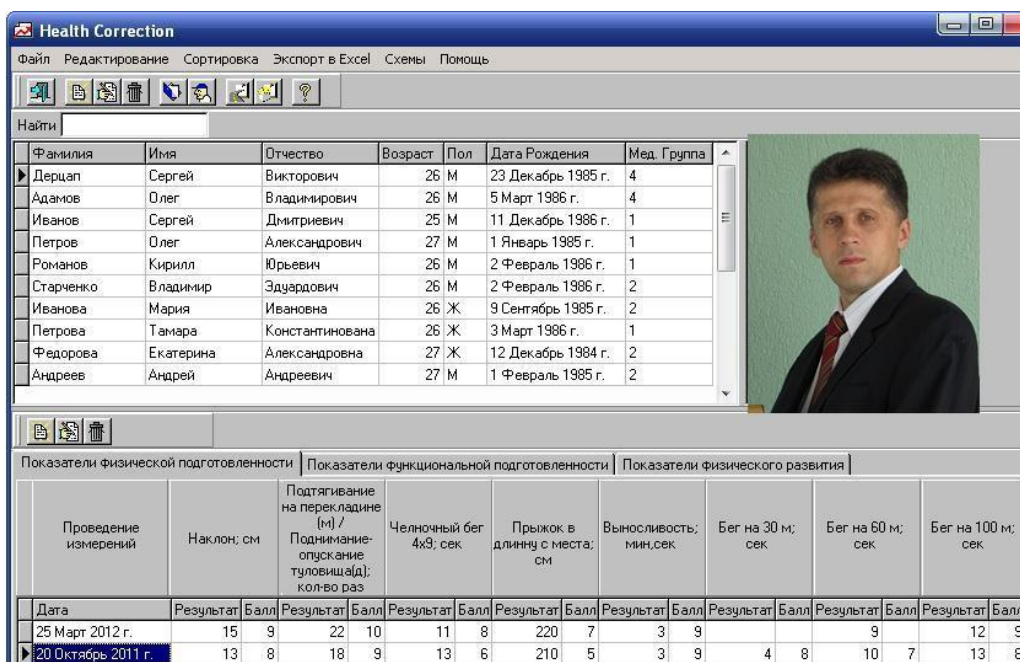 Health Correction
Файл Редактирование Сортировка Экспорт в Excel Схемы Помощь
Найти
Фамилия Имя Отчество Возраст Пол Дата Рождения Мед. Группа
Дерцап Сергей Викторович 26 М 23 Декабрь 1985 г. 4
Адамов Олег Владимирович 26 М 5 Март 1986 г. 4
Иванов Сергей Дмитриевич 25 М 11 Декабрь 1986 г. 1
Петров Олег Александрович 27 М 1 Январь 1985 г. 1
Романов Кирилл Юрьевич 26 М 2 Февраль 1986 г. 1
Старченко Владимир Эдуардович 26 М 2 Февраль 1986 г. 2
Иванова Мария Ивановна 26 Ж 9 Сентябрь 1985 г. 2
Петрова Тамара Константинована 26 Ж 3 Март 1986 г. 1
Федорова Екатерина Александровна 27 Ж 12 Декабрь 1984 г. 2
Андреев Андрей Андреевич 27 М 1 Февраль 1985 г. 2
Показатели физической подготовленности Показатели функциональной подготовленности Показатели физического развития
Проведение
измерений
Наклон; см
Подтягивание
на перекладине
(м) /
Поднимание-
опускание
туловища(д);
кол-во раз
Челночный бег
4х9; сек
Прыжок в
длинну с места;
см
Выносливость;
мин,сек
Бег на 30 м;
сек
Бег на 60 м;
сек
Бег на 100 м;
сек
Дата Результат Балл Результат Балл Результат Балл Результат Балл Результат Балл Результат Балл Результат Балл Результат Балл
25 Март 2012 г. 15 9 22 10 11 8 220 7 3 9 9 12 9
20 Октябрь 2011 г. 13 8 18 9 13 6 210 5 3 9 4 8 10 7 13 8